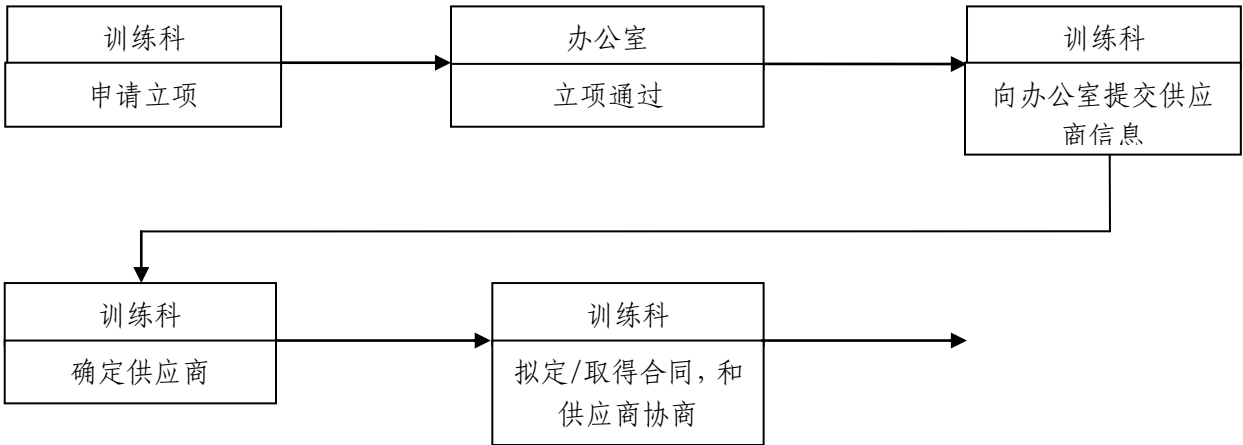 训练科
申请立项
办公室
立项通过
训练科
向办公室提交供应
商信息
训练科
确定供应商
训练科
拟定/取得合同，和
供应商协商